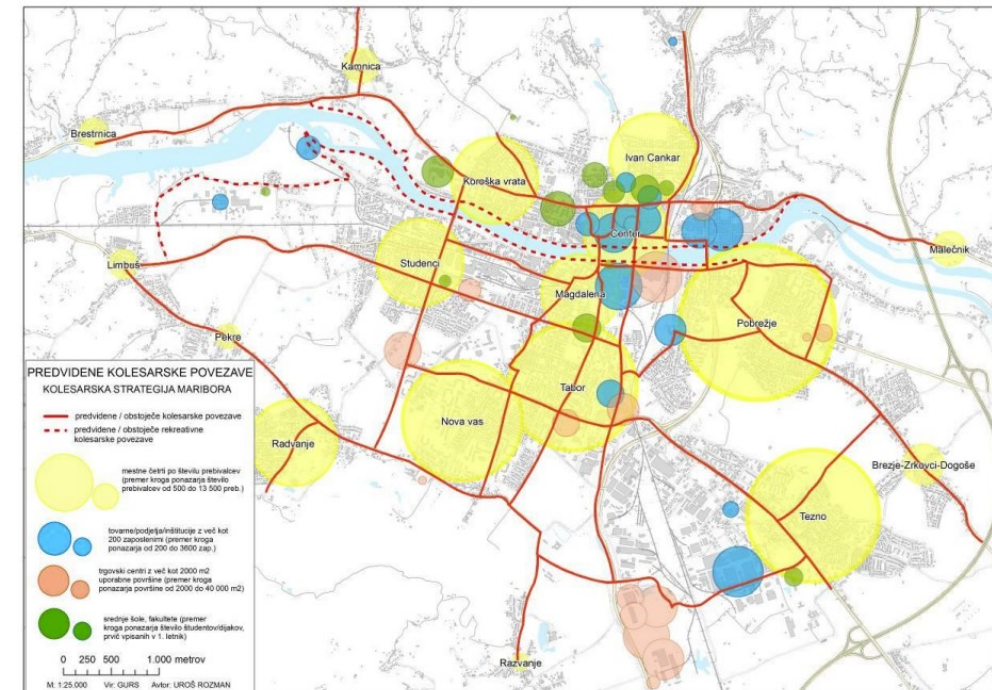 Kamnica
Brestrnica
Ivan Cankar
Koroška vrata
Center
Malečnik
Limbuš
Studenci
Magdalena
Pobrežje
Pekre
Tabor
Nova vas
Radvanje
Brezje-Zrkovci-Dogoše
Tezno
Razvanje
PREDVIDENE KOLESARSKE POVEZAVE
KOLESARSKA STRATEGIJA MARIBORA
predvidene / obstoječe kolesarske povezave
predvidene / obstoječe rekreativne
kolesarske povezave
mestne četrti po številu prebivalcev
(premer kroga ponazarja število
prebivalcev od 500 do 13 500 preb.)
tovarne/podjetja/inštitucije z več kot
200 zaposlenimi (premer kroga
ponazarja od 200 do 3600 zap.)
trgovski centri z več kot 2000 m2
uporabne površine (premer kroga
ponazarja površine od 2000 do 40 000 m2)
srednje šole, fakultete (premer
kroga ponazarja število študentov/dijakov,
prvič vpisanih v 1. letnik)
0 250 500 1.000 metrov
M: 1:25.000 Vir: GURS Avtor: UROŠ ROZMAN